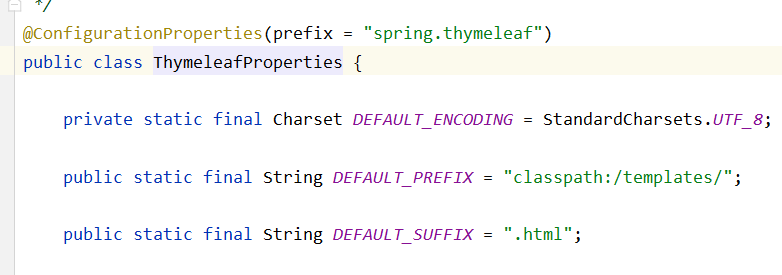 */
@ConfigurationProperties(prefix = "spring.thymeleaf")
public class ThymeleafProperties {
private static final Charset DEFAULT_ENCODING = StandardCharsets.UTF_8;
public static final String DEFAULT_PREFIX = "classpath:/templates/";
public static final String DEFAULT_SUFFIX = ".html";